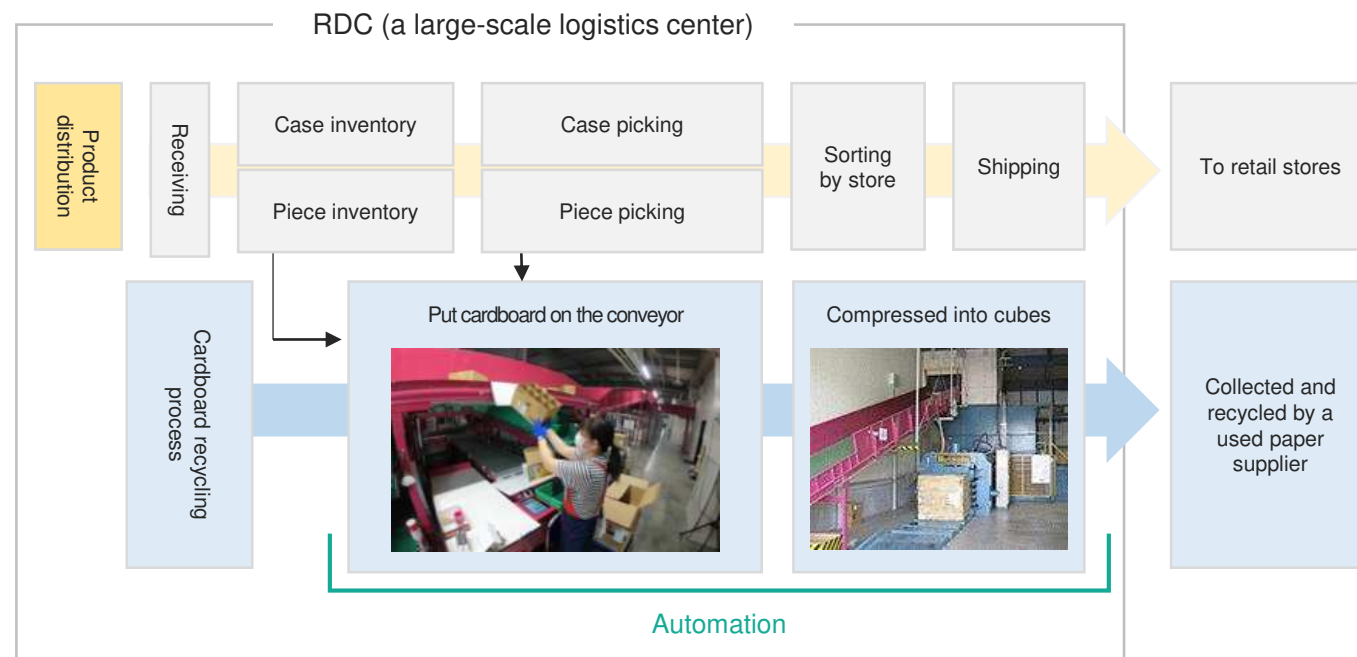 RDC (a large-scale logistics center)
Product
distribution
Receiving
Case inventory
Piece inventory
Case picking
Piece picking
Sorting
by store
Shipping
To retail stores
Cardboard recycling
process
Put cardboard on the conveyor
Compressed into cubes
Collected and
recycled by a
used paper
supplier
Automation